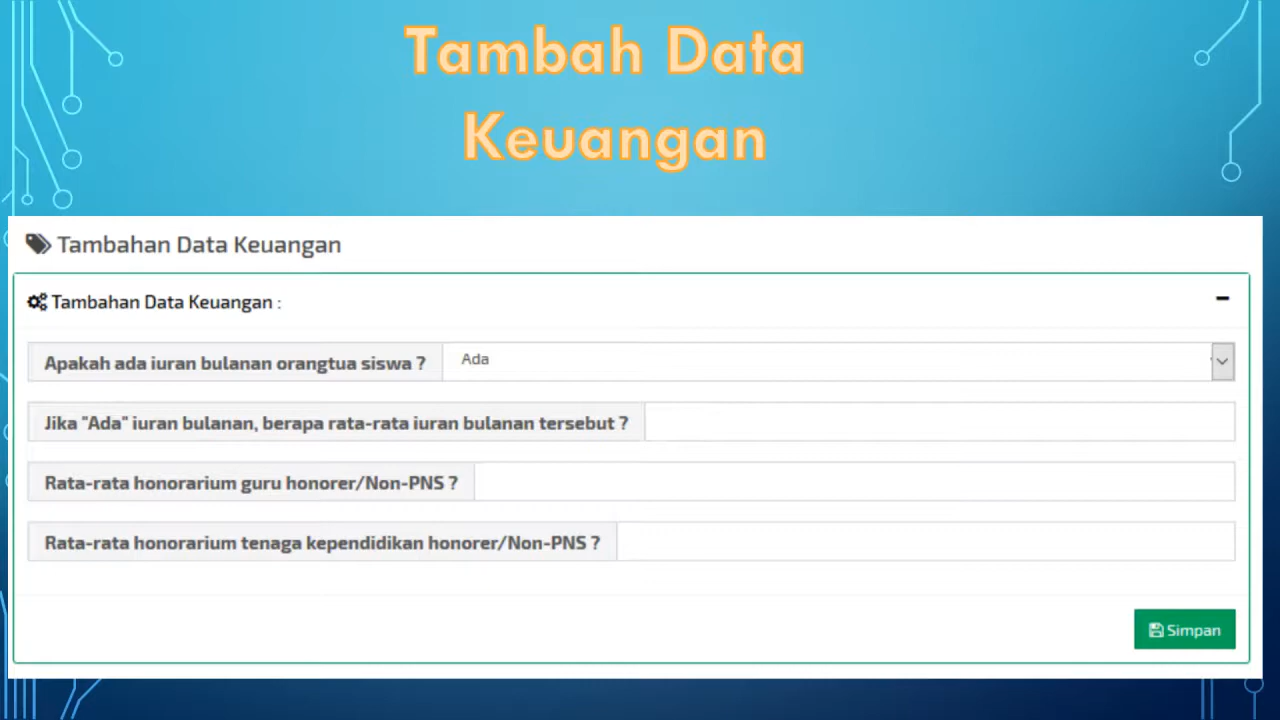 Tambah Data
Keuangan
Tambahan Data Keuangan
Tambahan Data Keuangan :
Apakah ada iuran bulanan orangtua siswa ? Ada
Jika "Ada" iuran bulanan, berapa rata-rata iuran bulanan tersebut ?
Rata-rata honorarium guru honorer/Non-PNS ?
Rata-rata honorarium tenaga kependidikan honorer/Non-PNS ?
Simpan